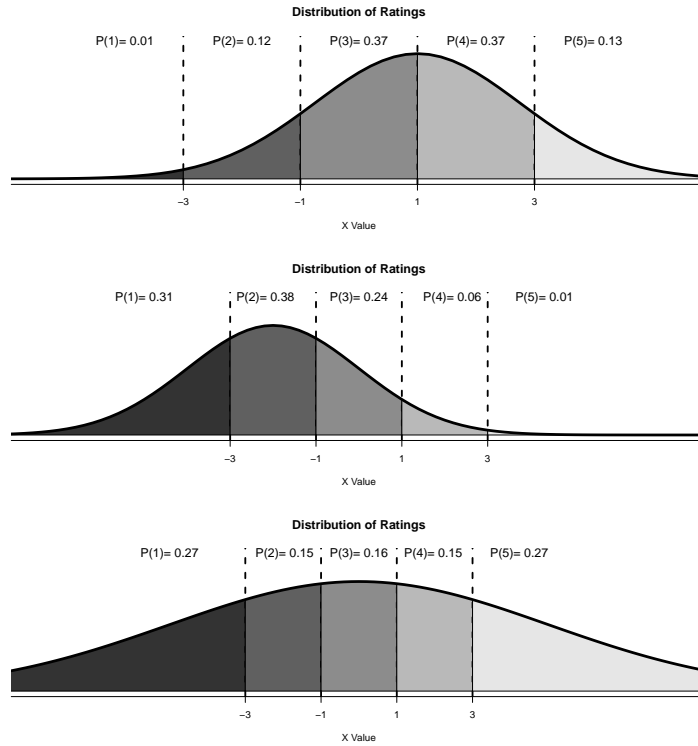 Distribution of Ratings
P(1)= 0.01 P(2)= 0.12 P(3)= 0.37 P(4)= 0.37 P(5)= 0.13
−3 −1 1 3
X Value
Distribution of Ratings
P(1)= 0.31 P(2)= 0.38 P(3)= 0.24 P(4)= 0.06 P(5)= 0.01
−3 −1 1 3
X Value
Distribution of Ratings
P(1)= 0.27 P(2)= 0.15 P(3)= 0.16 P(4)= 0.15 P(5)= 0.27
−3 −1 1 3
X Value